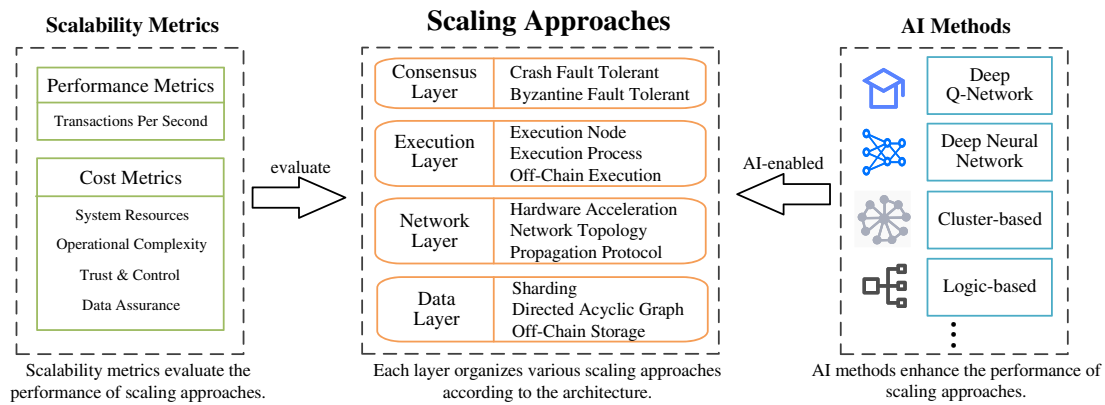 Scalability Metrics
Performance Metrics
Transactions Per Second
Cost Metrics
System Resources
Operational Complexity
Trust & Control
Data Assurance
Scalability metrics evaluate the
performance of scaling approaches.
evaluate
Scaling Approaches
Consensus
Layer
Crash Fault Tolerant
Byzantine Fault Tolerant
Execution
Layer
Execution Node
Execution Process
Off-Chain Execution
Network
Layer
Hardware Acceleration
Network Topology
Propagation Protocol
Data
Layer
Sharding
Directed Acyclic Graph
Off-Chain Storage
Each layer organizes various scaling approaches
according to the architecture.
AI-enabled
AI Methods
Deep
Q-Network
Deep Neural
Network
Cluster-based
Logic-based
AI methods enhance the performance of
scaling approaches.